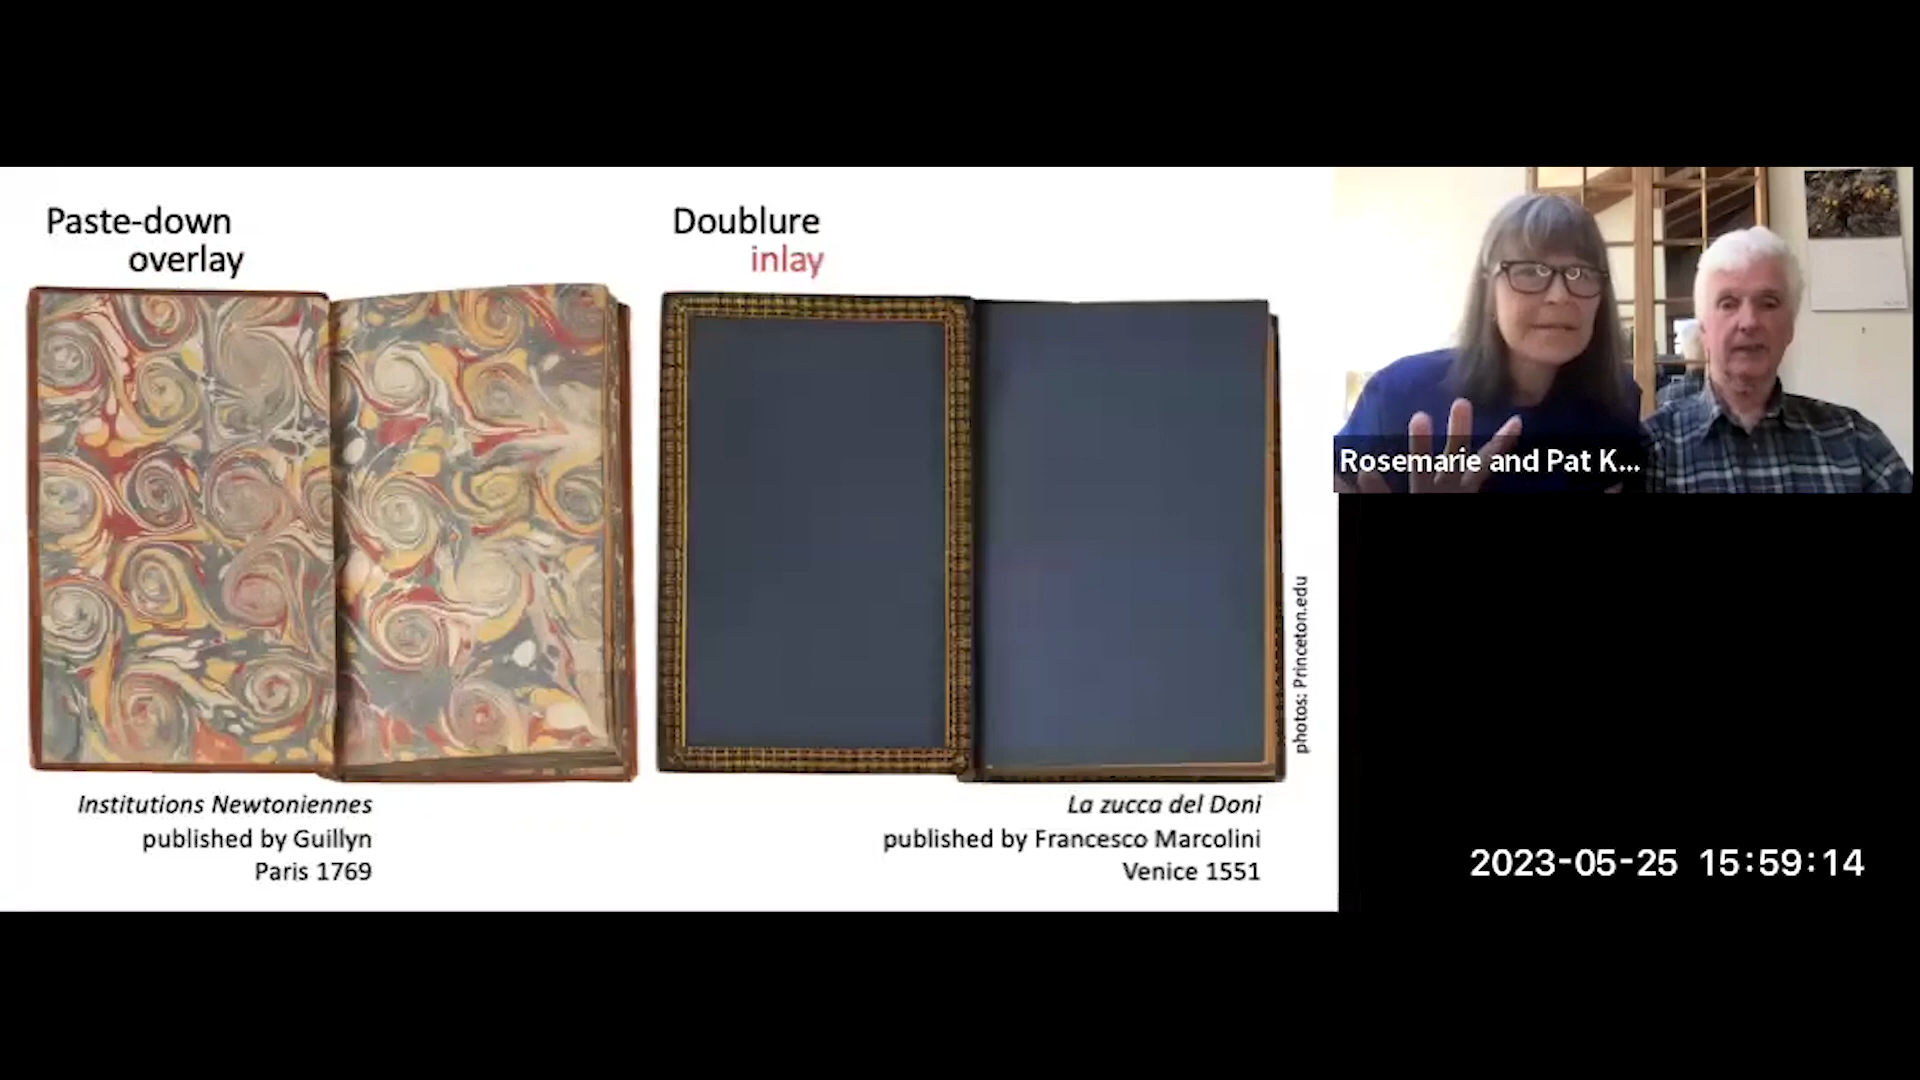 Paste-down
overlay
Doublure
inlay
Institutions Newtoniennes
published by Guillyn
Paris 1769
La zucca del Doni
published by Francesco Marcolini
Venice 1551
photos: Princeton.edu
Rosemarie and Pat K...
2023-05-25 15:59:14